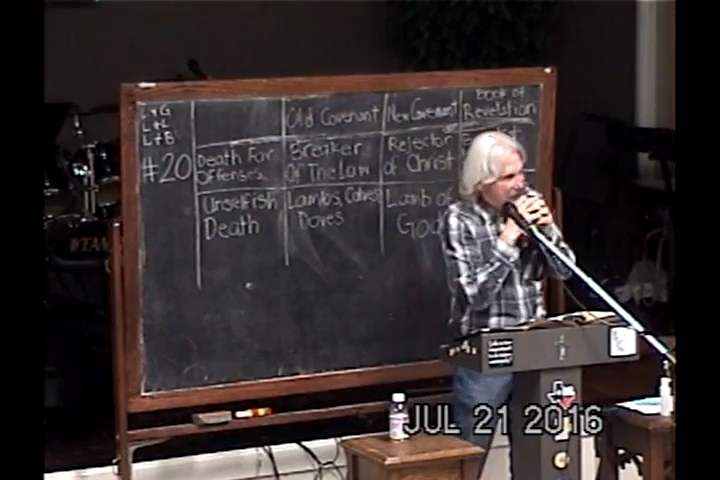 L+G
L+L
L+B
#20
Old Covenant
New Covenant
Book of
Revelation
Death For
Offenses
Breaker
Of The Law
Rejector
of Christ
UnselFish
Death
Lambs, Calves
Doves
Lamb of
God
TAMA
JUL 21 2016